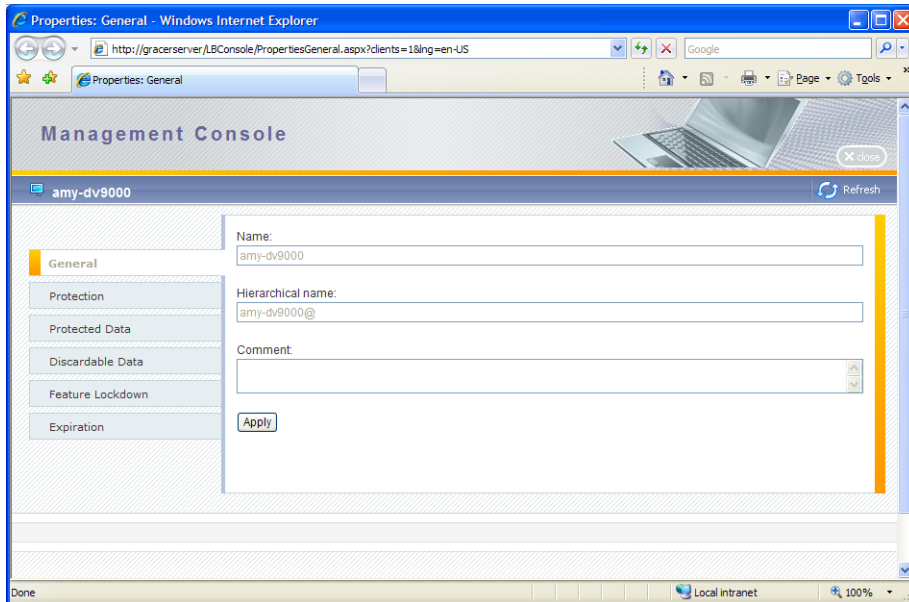 Properties: General - Windows Internet Explorer
http://gracerserver/LBConsole/PropertiesGeneral.aspx?clients=1&lng=en-US
Google
Properties: General
Page
Tools
»
Management Console
X close
amy-dv9000
Refresh
General
Protection
Protected Data
Discardable Data
Feature Lockdown
Expiration
Name:
amy-dv9000
Hierarchical name:
amy-dv9000@
Comment:
Apply
Done
Local intranet
100%